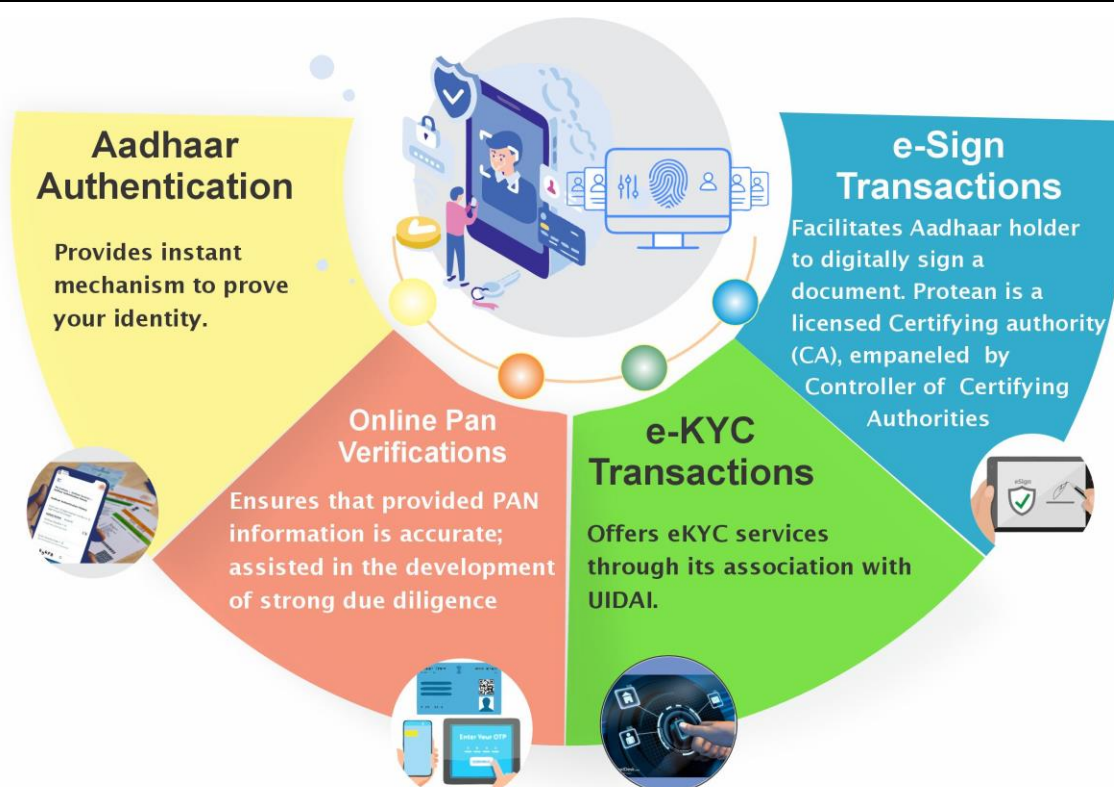 Aadhaar
Authentication
Provides instant
mechanism to prove
your identity.
Online Pan
Verifications
Ensures that provided PAN
information is accurate;
assisted in the development
of strong due diligence
e-KYC
Transactions
Offers eKYC services
through its association with
UIDAI.
e-Sign
Transactions
Facilitates Aadhaar holder
to digitally sign a
document. Protean is a
licensed Certifying authority
(CA), empaneled by
Controller of Certifying
Authorities
eSign
Enter Your OTP